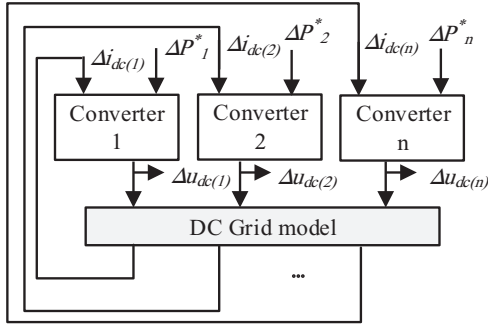 Δi_dc(1) ΔP*_1 Δi_dc(2) ΔP*_2 Δi_dc(n) ΔP*_n
Converter 1
Converter 2
Converter n
Δu_dc(1) Δu_dc(2) Δu_dc(n)
DC Grid model
...